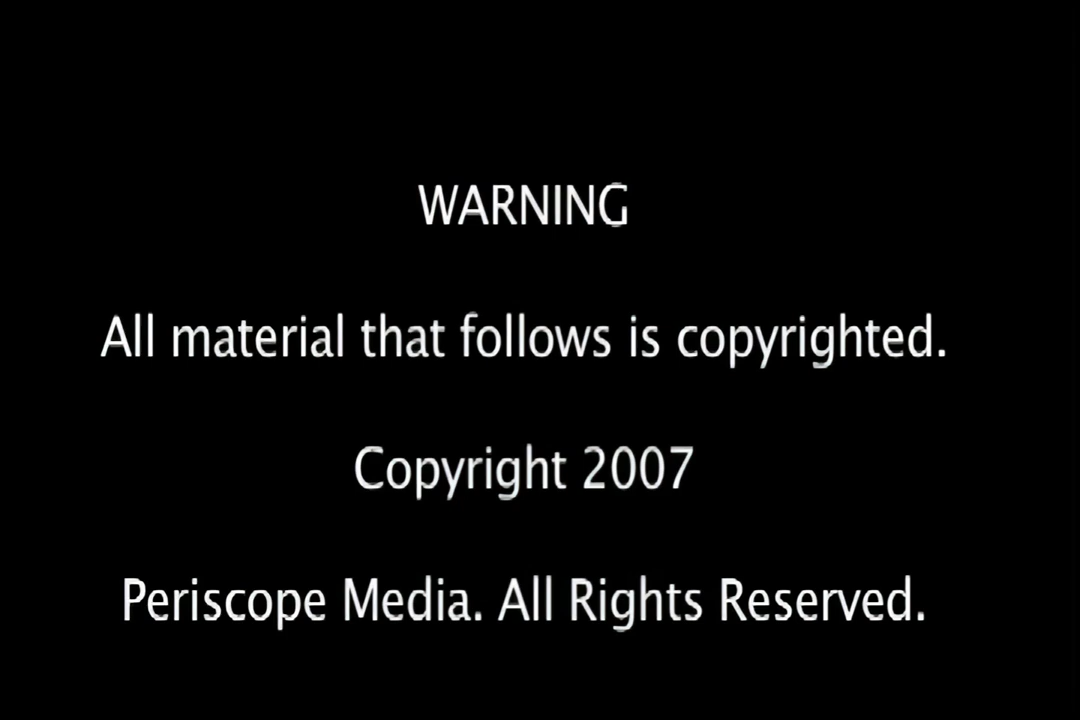 WARNING
All material that follows is copyrighted.
Copyright 2007
Periscope Media. All Rights Reserved.